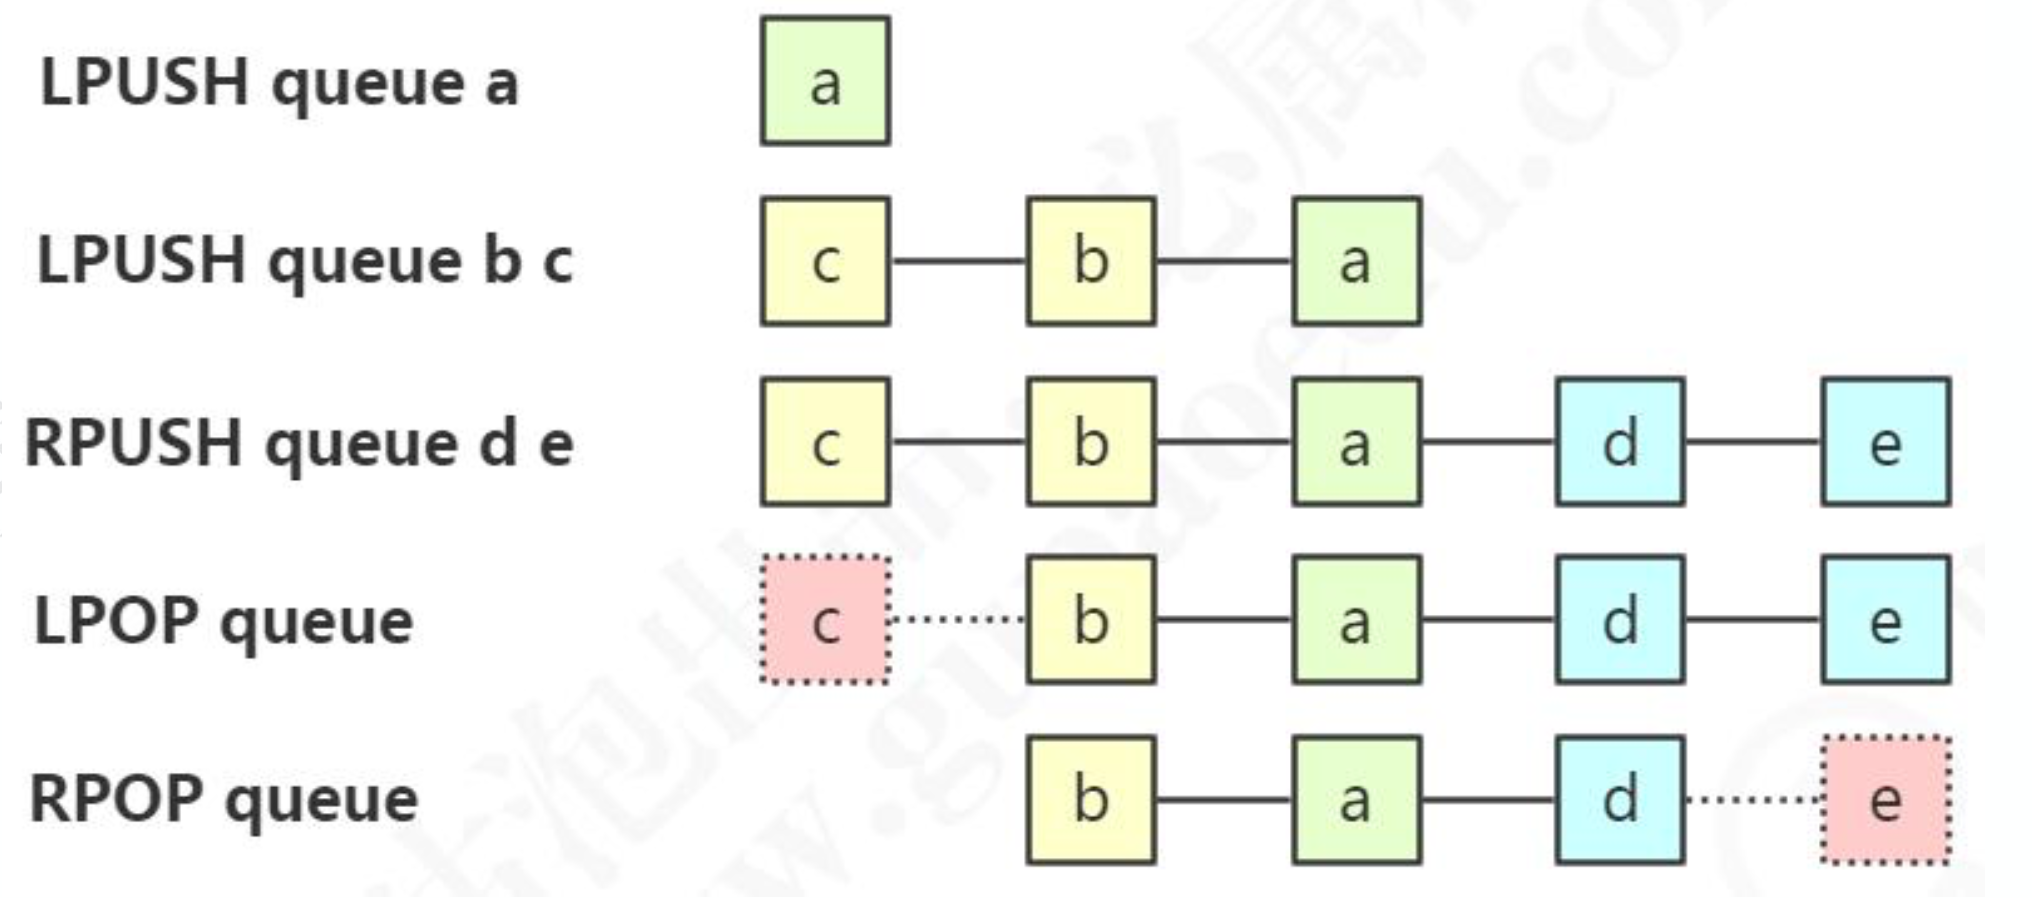 LPUSH queue a a
LPUSH queue b c c b a
RPUSH queue d e c b a d e
LPOP queue c b a d e
RPOP queue b a d e